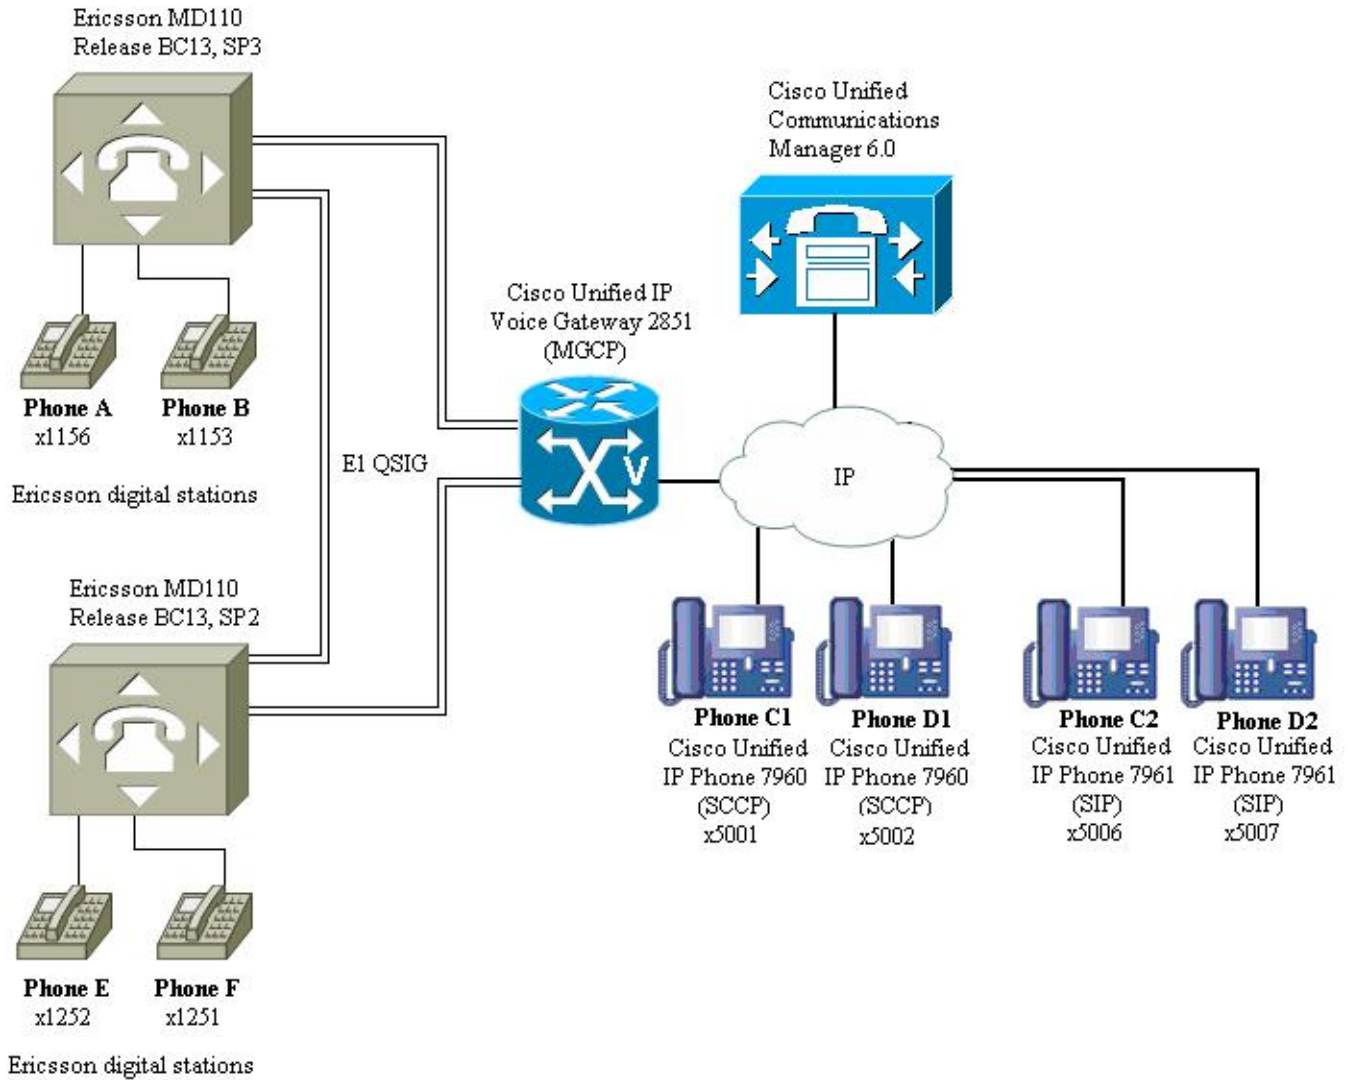 Ericsson MD110
Release BC13, SP3
Cisco Unified
Communications
Manager 6.0
Cisco Unified IP
Voice Gateway 2851
(MGCP)
V
Phone A
x1156
Phone B
x1153
Ericsson digital stations
E1 QSIG
IP
Ericsson MD110
Release BC13, SP2
Phone C1
Cisco Unified
IP Phone 7960
(SCCP)
x5001
Phone D1
Cisco Unified
IP Phone 7960
(SCCP)
x5002
Phone C2
Cisco Unified
IP Phone 7961
(SIP)
x5006
Phone D2
Cisco Unified
IP Phone 7961
(SIP)
x5007
Phone E
x1252
Phone F
x1251
Ericsson digital stations